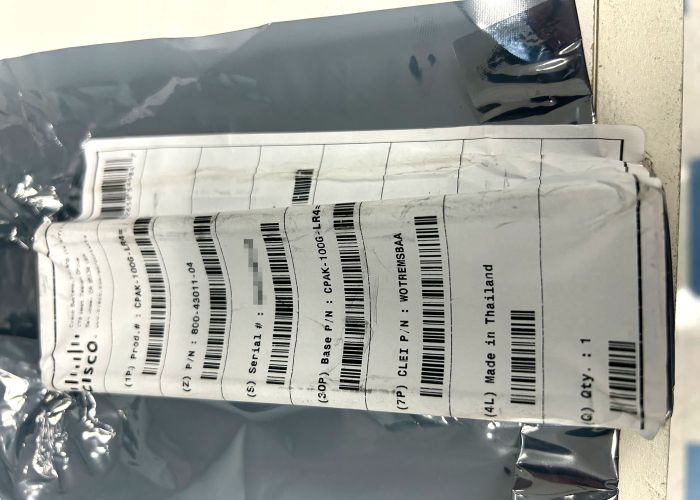 CISCO.
(1P) Prod.# : CPAK-100G-LR4=
(Z) P/N : 800-43011-04
(S) Serial # :
(30P) Base P/N : CPAK-100G-LR4=
(7P) CLEI P/N : WOTREMSBAA
(4L) Made in Thailand
Q) Qty. : 1